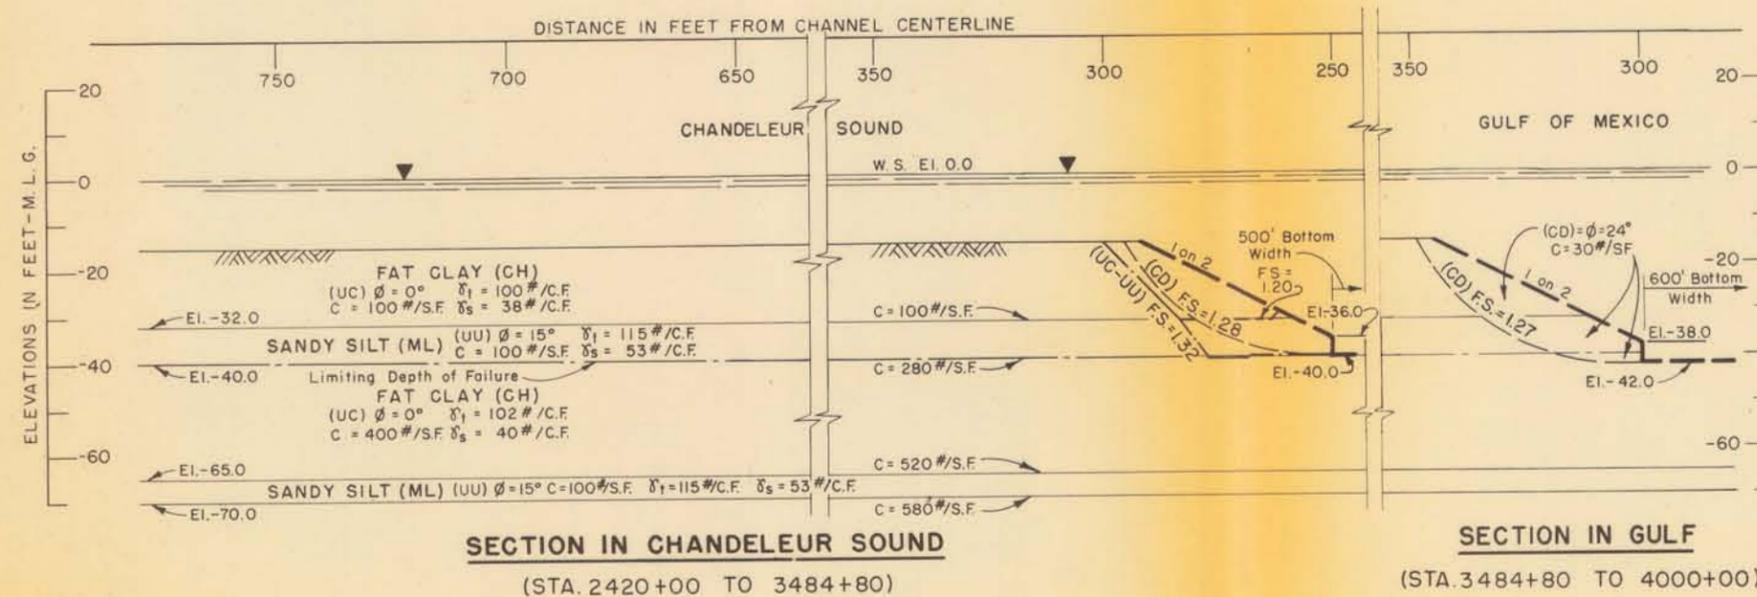 DISTANCE IN FEET FROM CHANNEL CENTERLINE
750 700 650 350 300 250 350 300
20 20
CHANDELEUR SOUND GULF OF MEXICO
W.S. El. 0.0
0 0
ELEVATIONS IN FEET-M.L.G.
-20 -20
-40 -40
-60 -60
FAT CLAY (CH)
(UC) Ø = 0° γt = 100#/C.F.
C = 100#/S.F. γs = 38#/C.F.
El.-32.0
SANDY SILT (ML) (UU) Ø = 15° γt = 115#/C.F.
C = 100#/S.F. γs = 53#/C.F.
El.-40.0 Limiting Depth of Failure
FAT CLAY (CH)
(UC) Ø = 0° γt = 102#/C.F.
C = 400#/S.F. γs = 40#/C.F.
El.-65.0
SANDY SILT (ML) (UU) Ø=15° C=100#/S.F. γt=115#/C.F. γs = 53#/C.F.
El.-70.0
C=100#/S.F.
C=280#/S.F.
C=520#/S.F.
C=580#/S.F.
1 on 2
(CD) F.S.=1.28
(UC-UU) F.S.=1.32
500' Bottom
Width
F.S=
1.20
El-36.0
El.-40.0
(CD)=Ø=24°
C=30#/SF
1 on 2
(CD) F.S.=1.27
600' Bottom
Width
El-38.0
El.-42.0
SECTION IN CHANDELEUR SOUND
(STA. 2420+00 TO 3484+80)
SECTION IN GULF
(STA.3484+80 TO 4000+00)